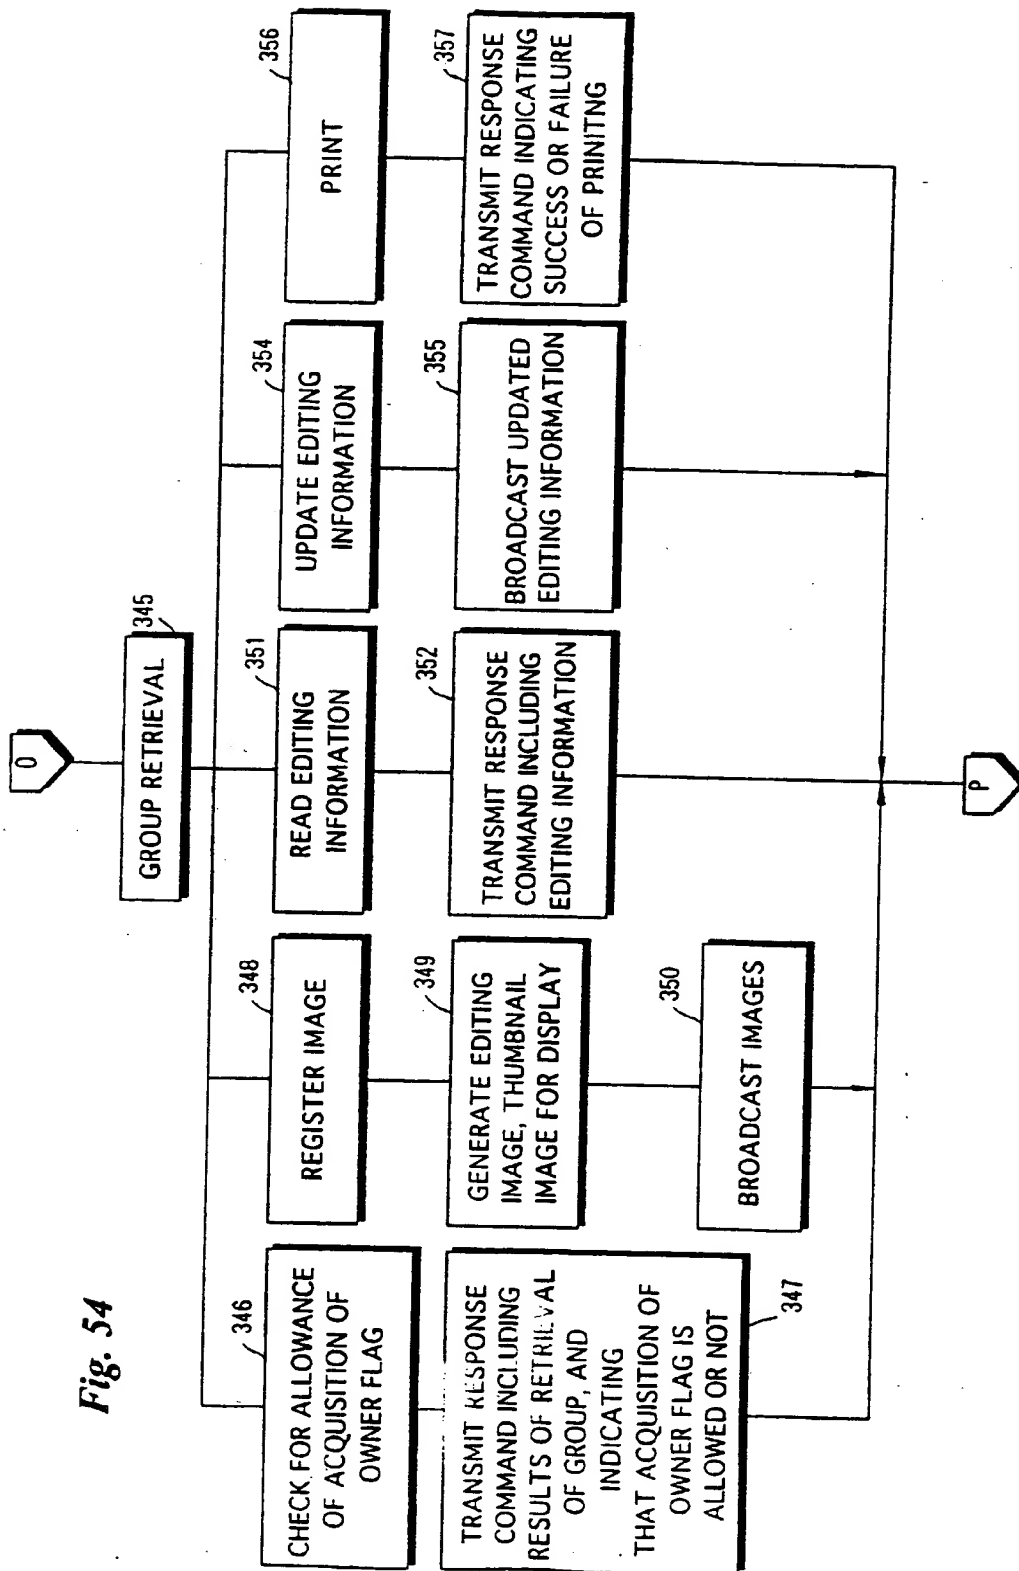 Fig. 54
O
GROUP RETRIEVAL
345
346
CHECK FOR ALLOWANCE
OF ACQUISITION OF
OWNER FLAG
TRANSMIT RESPONSE
COMMAND INCLUDING
RESULTS OF RETRIEVAL
OF GROUP, AND
INDICATING
THAT ACQUISITION OF
OWNER FLAG IS
ALLOWED OR NOT
347
348
REGISTER IMAGE
349
GENERATE EDITING
IMAGE, THUMBNAIL
IMAGE FOR DISPLAY
350
BROADCAST IMAGES
351
READ EDITING
INFORMATION
352
TRANSMIT RESPONSE
COMMAND INCLUDING
EDITING INFORMATION
354
UPDATE EDITING
INFORMATION
355
BROADCAST UPDATED
EDITING INFORMATION
356
PRINT
357
TRANSMIT RESPONSE
COMMAND INDICATING
SUCCESS OR FAILURE
OF PRINITNG
P